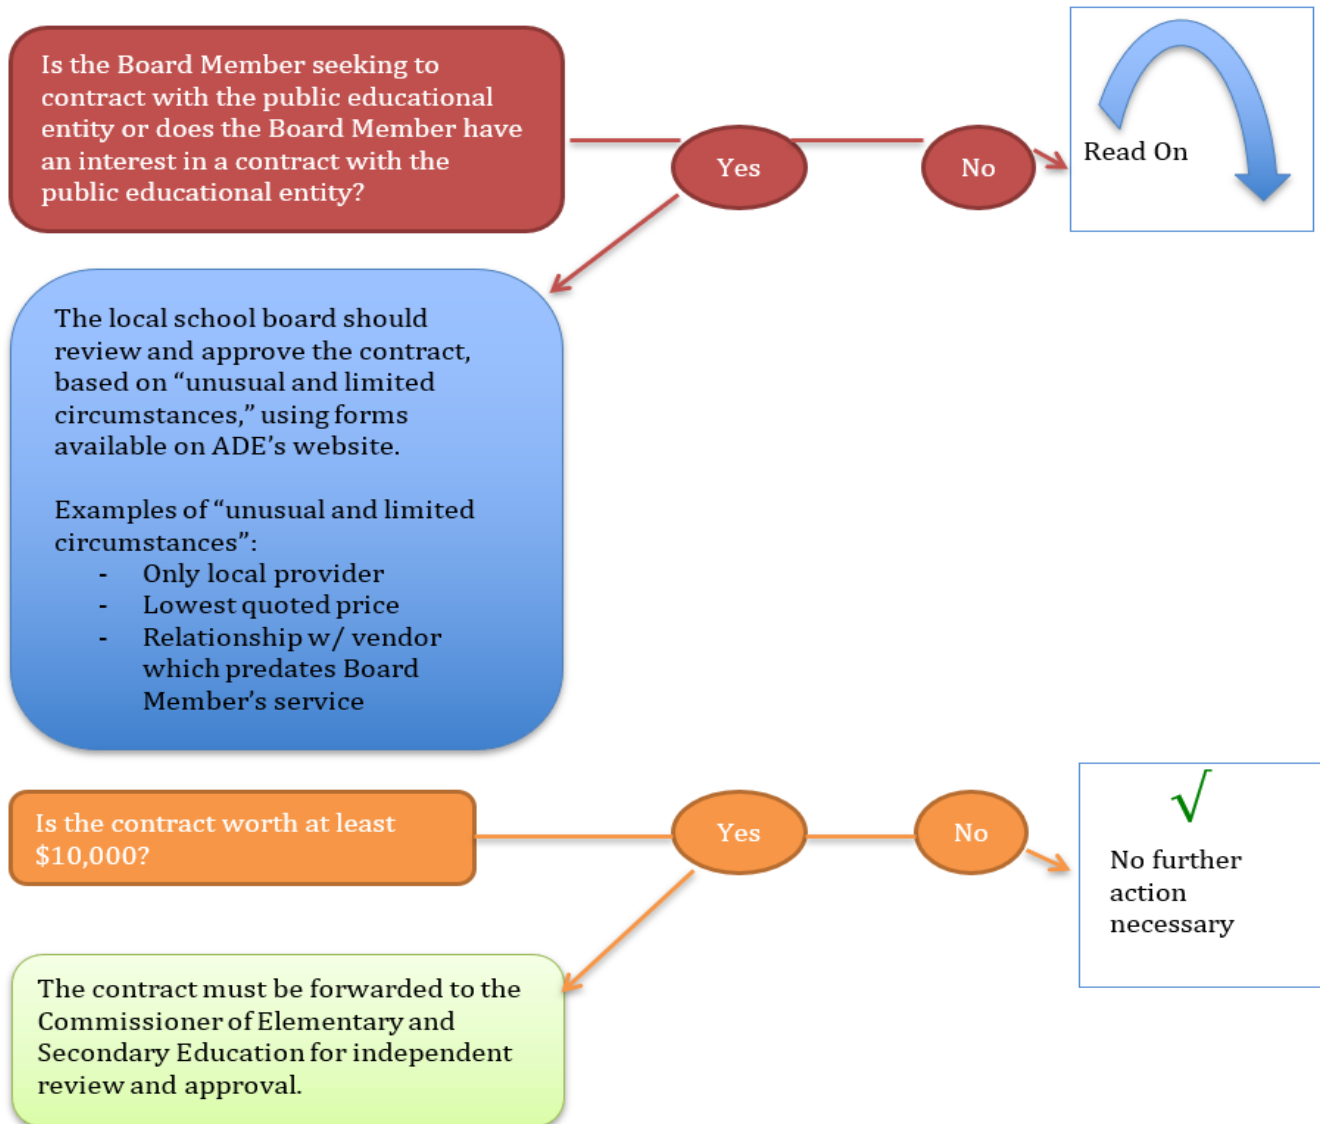 Is the Board Member seeking to
contract with the public educational
entity or does the Board Member have
an interest in a contract with the
public educational entity?
Yes
No
Read On
The local school board should
review and approve the contract,
based on “unusual and limited
circumstances,” using forms
available on ADE’s website.
Examples of “unusual and limited
circumstances”:
- Only local provider
- Lowest quoted price
- Relationship w/ vendor
which predates Board
Member’s service
Is the contract worth at least
$10,000?
Yes
No
√
No further
action
necessary
The contract must be forwarded to the
Commissioner of Elementary and
Secondary Education for independent
review and approval.